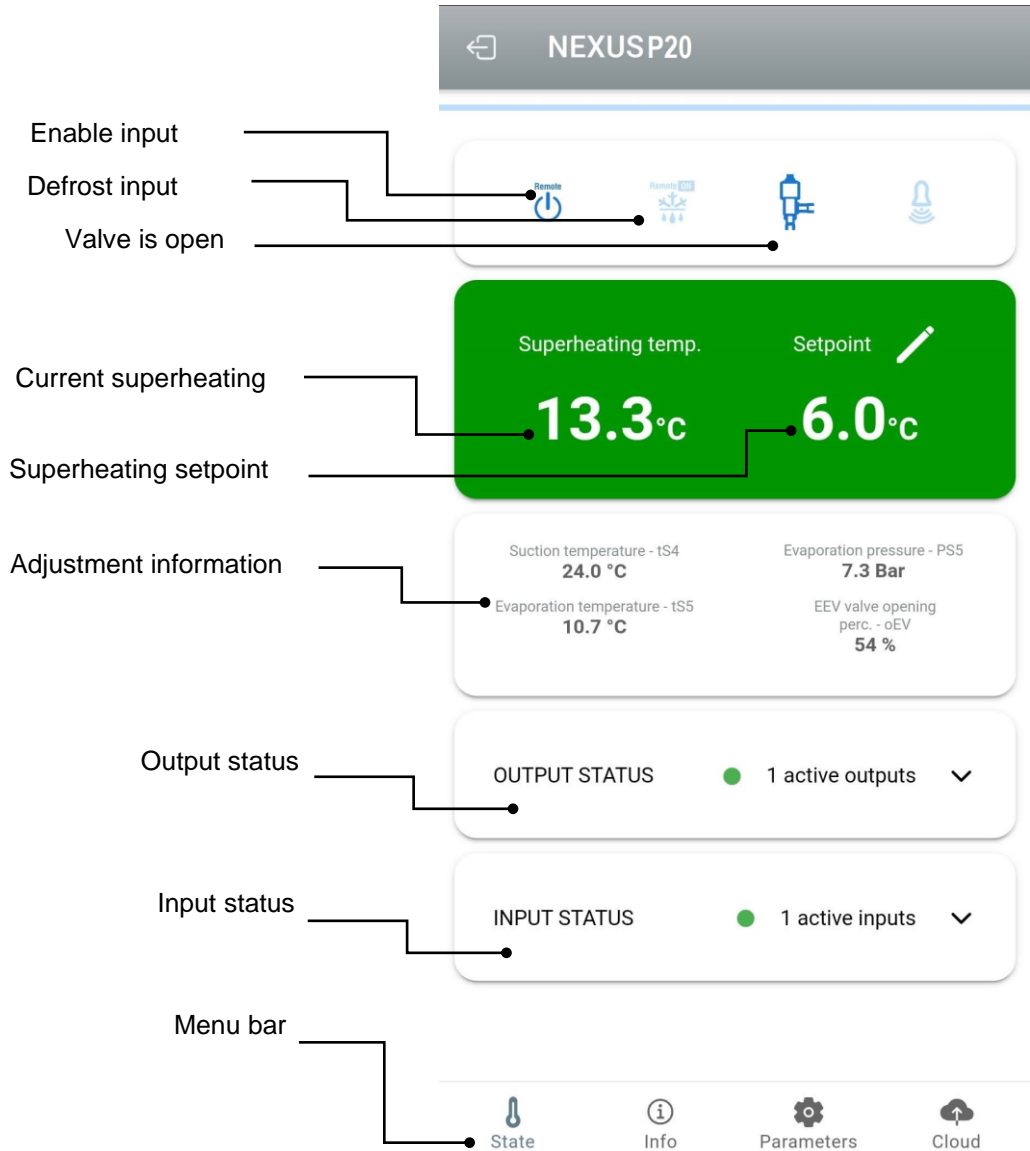 NEXUSP20
Enable input
Defrost input
Valve is open
Remote
Remote ON
Superheating temp.
Setpoint
13.3°C
6.0°C
Current superheating
Superheating setpoint
Adjustment information
Suction temperature - tS4
24.0 °C
Evaporation pressure - PS5
7.3 Bar
Evaporation temperature - tS5
10.7 °C
EEV valve opening
perc. - oEV
54 %
Output status
OUTPUT STATUS
1 active outputs
Input status
INPUT STATUS
1 active inputs
Menu bar
State
Info
Parameters
Cloud